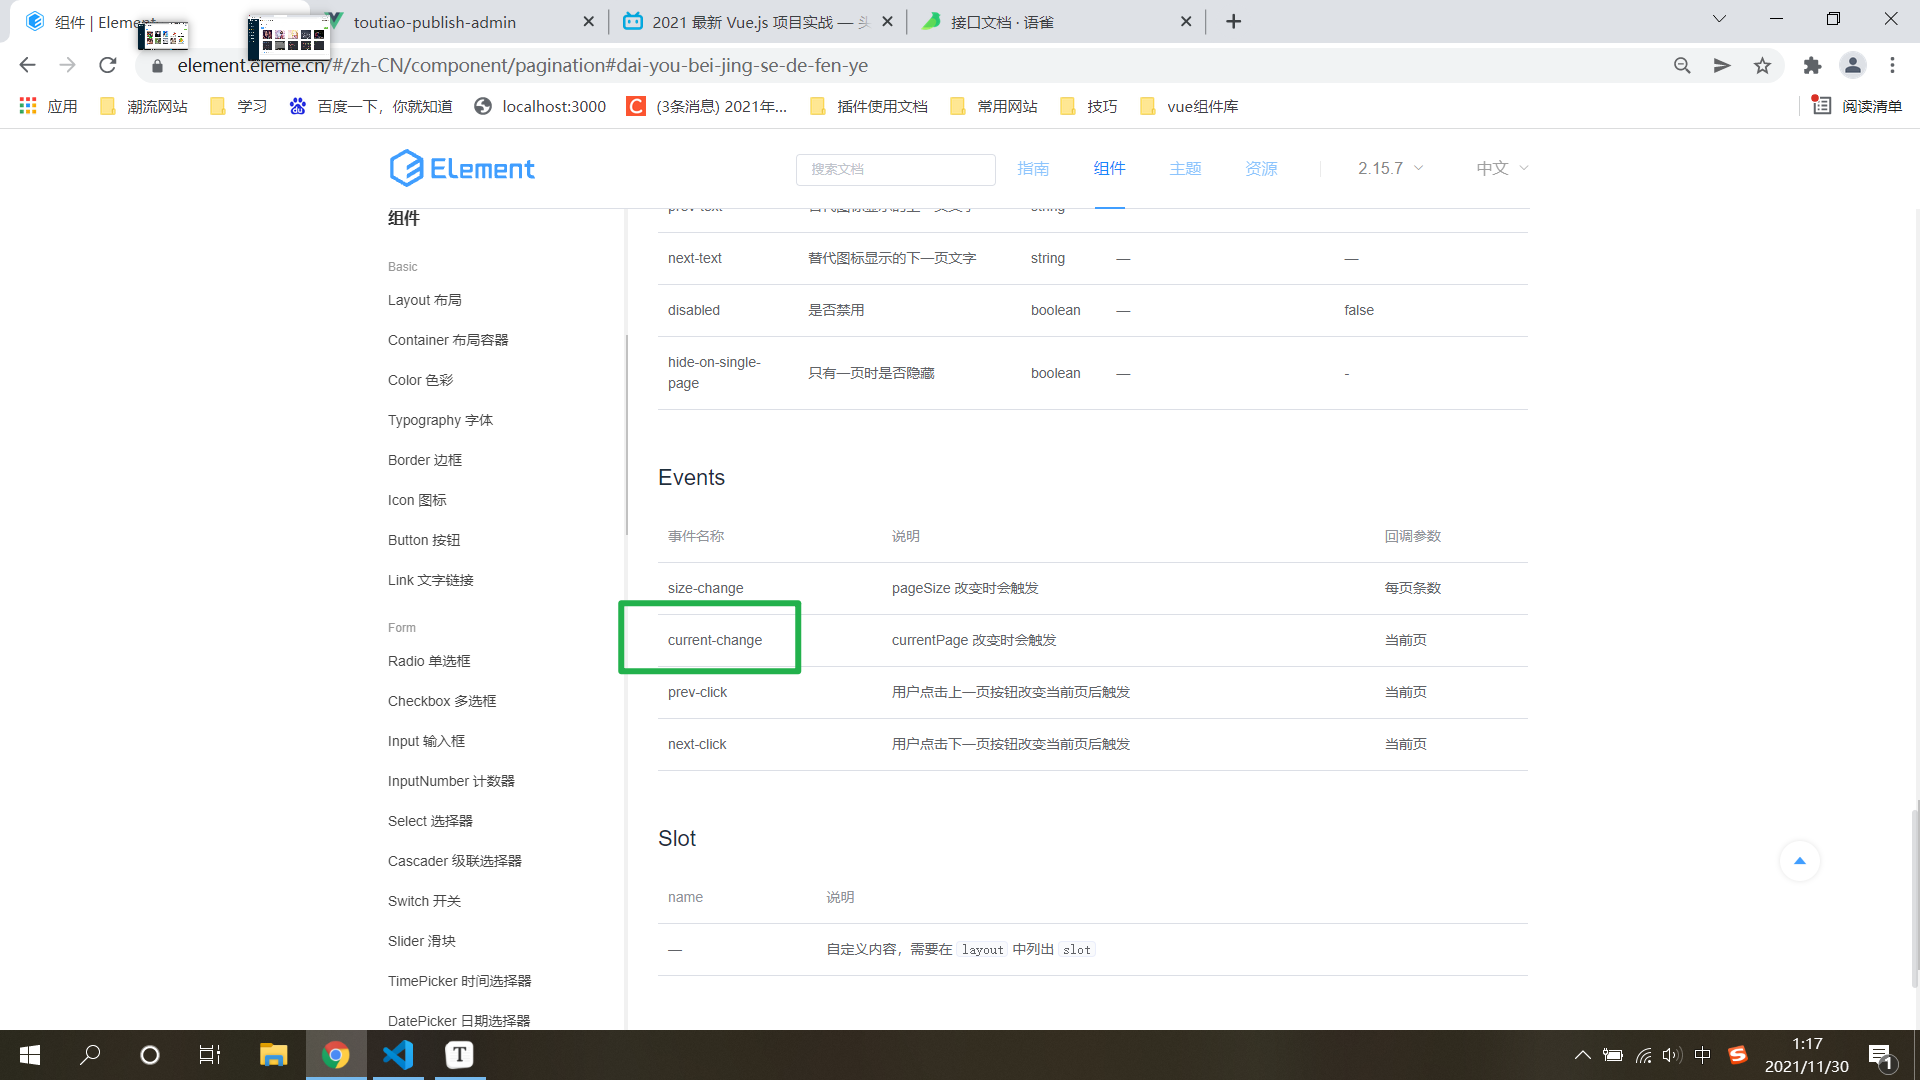 组件 | Element
toutiao-publish-admin
2021 最新 Vue.js 项目实战 — 头
接口文档 · 语雀
element.eleme.cn/#/zh-CN/component/pagination#dai-you-bei-jing-se-de-fen-ye
应用
潮流网站
学习
百度一下，你就知道
localhost:3000
(3条消息) 2021年...
插件使用文档
常用网站
技巧
vue组件库
阅读清单
Element
搜索文档
指南
组件
主题
资源
2.15.7
中文
组件
Basic
Layout 布局
Container 布局容器
Color 色彩
Typography 字体
Border 边框
Icon 图标
Button 按钮
Link 文字链接
Form
Radio 单选框
Checkbox 多选框
Input 输入框
InputNumber 计数器
Select 选择器
Cascader 级联选择器
Switch 开关
Slider 滑块
TimePicker 时间选择器
DatePicker 日期选择器
prev-text 替代图标显示的上一页文字 string
next-text 替代图标显示的下一页文字 string — —
disabled 是否禁用 boolean — false
hide-on-single-
page 只有一页时是否隐藏 boolean — -
Events
事件名称 说明 回调参数
size-change pageSize 改变时会触发 每页条数
current-change currentPage 改变时会触发 当前页
prev-click 用户点击上一页按钮改变当前页后触发 当前页
next-click 用户点击下一页按钮改变当前页后触发 当前页
Slot
name 说明
— 自定义内容，需要在 layout 中列出 slot
中
1:17
2021/11/30
1